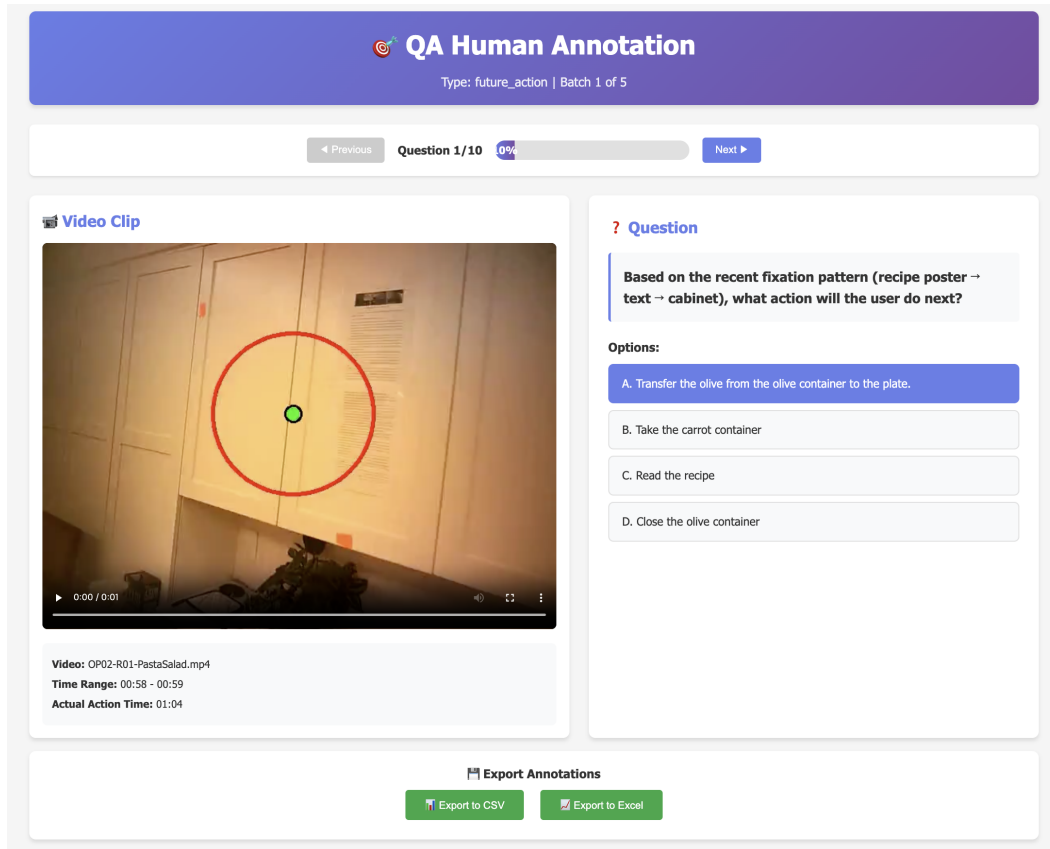 🎯 QA Human Annotation
Type: future_action | Batch 1 of 5
◀ Previous
Question 1/10
10%
Next ▶
📹 Video Clip
0:00 / 0:01
Video: OP02-R01-PastaSalad.mp4
Time Range: 00:58 - 00:59
Actual Action Time: 01:04
❓ Question
Based on the recent fixation pattern (recipe poster →
text → cabinet), what action will the user do next?
Options:
A. Transfer the olive from the olive container to the plate.
B. Take the carrot container
C. Read the recipe
D. Close the olive container
💾 Export Annotations
📊 Export to CSV
📈 Export to Excel